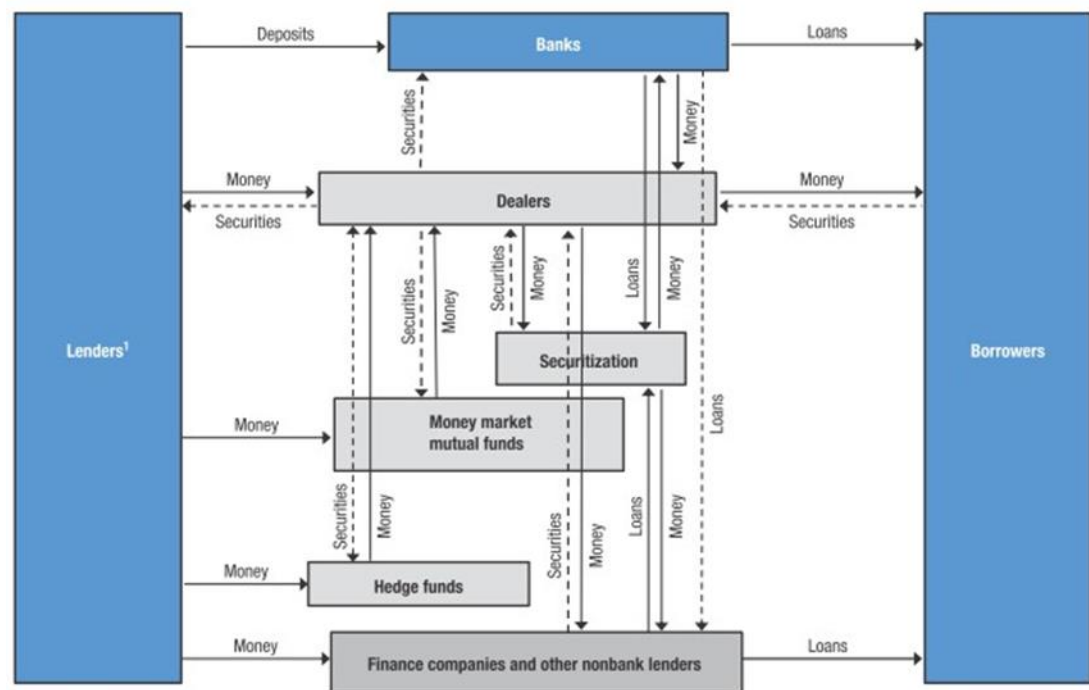 Deposits
Banks
Loans
Securities
Money
Money
Securities
Dealers
Money
Securities
Securities
Money
Securities
Money
Loans
Money
Lenders¹
Securitization
Borrowers
Money
Money market
mutual funds
Loans
Securities
Money
Securities
Money
Loans
Money
Money
Hedge funds
Money
Finance companies and other nonbank lenders
Loans